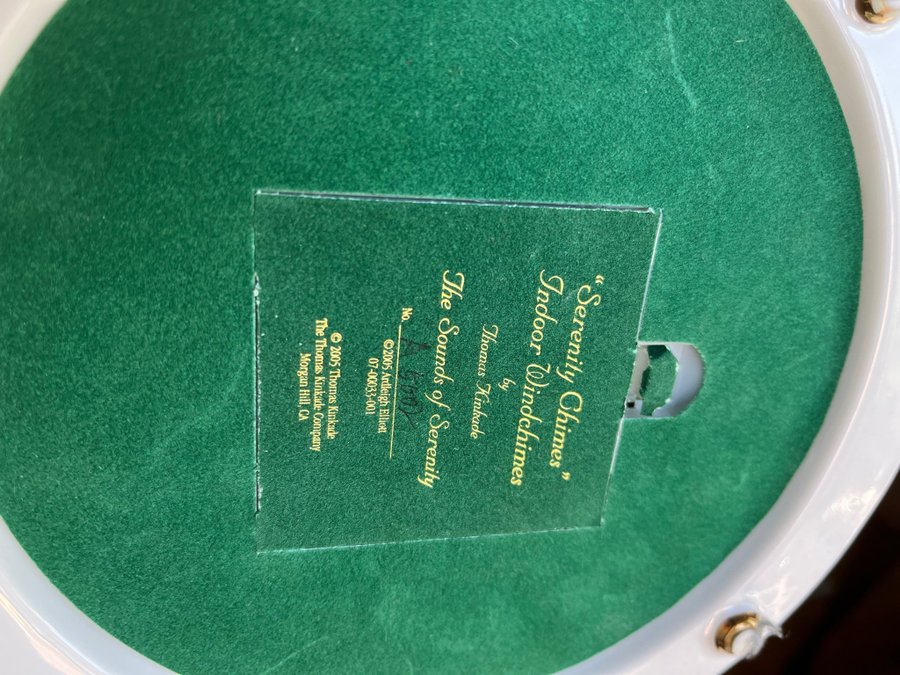 “Serenity Chimes”
Indoor Windchimes
by
Thomas Kinkade
The Sounds of Serenity
©2005 Ardleigh Elliott
07-00033-001
No.
© 2005 Thomas Kinkade
The Thomas Kinkade Company
Morgan Hill, CA